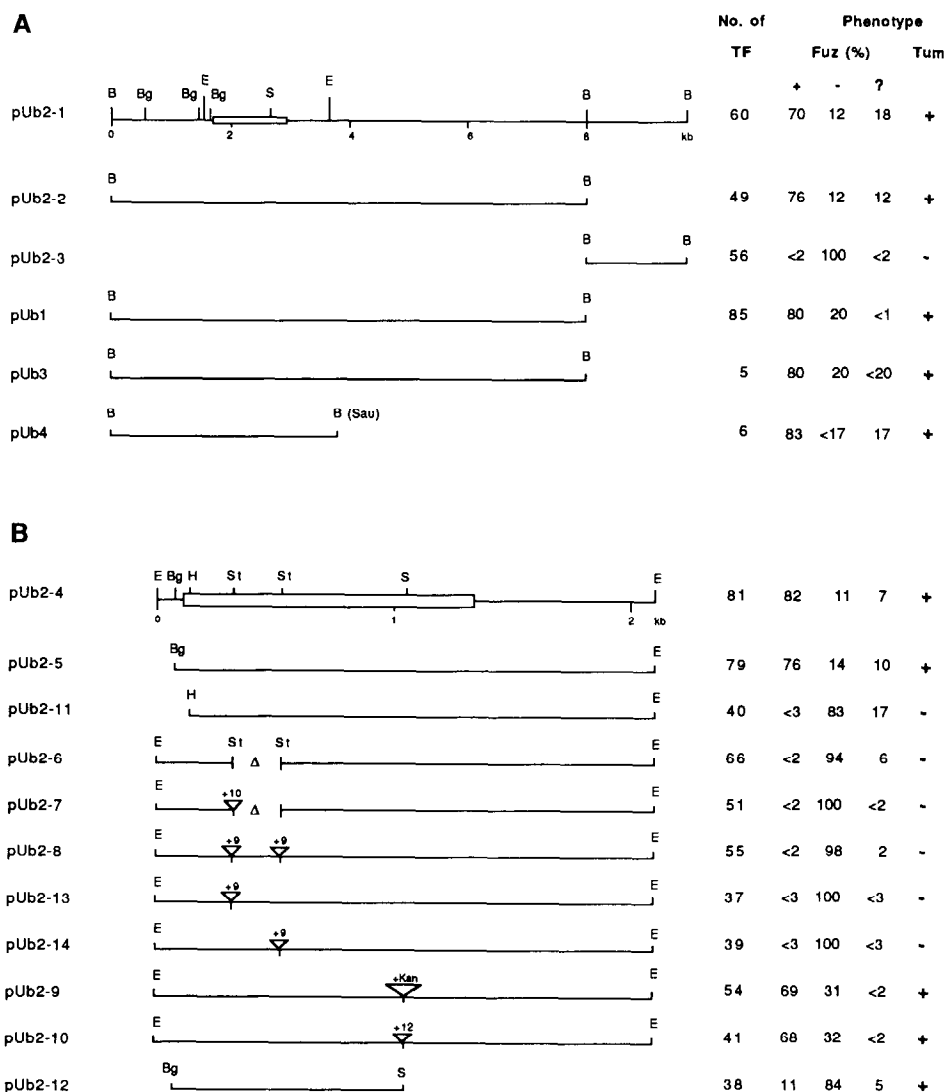 A
No. of Phenotype
TF Fuz (%) Tum
+ - ?
B Bg Bg E Bg S E B B
pUb2-1 60 70 12 18 +
0 2 4 6 8 kb
B B
pUb2-2 49 76 12 12 +
B B
pUb2-3 56 <2 100 <2 -
B B
pUb1 85 80 20 <1 +
B B
pUb3 5 80 20 <20 +
B B (Sau)
pUb4 6 83 <17 17 +
B
E Bg H St St S E
pUb2-4 81 82 11 7 +
0 1 2 kb
Bg E
pUb2-5 79 76 14 10 +
H E
pUb2-11 40 <3 83 17 -
E St St E
pUb2-6 Δ 66 <2 94 6 -
E +10 E
pUb2-7 Δ 51 <2 100 <2 -
E +9 +9 E
pUb2-8 55 <2 98 2 -
E +9 E
pUb2-13 37 <3 100 <3 -
E +9 E
pUb2-14 39 <3 100 <3 -
E +Kan E
pUb2-9 54 69 31 <2 +
E +12 E
pUb2-10 41 68 32 <2 +
Bg S
pUb2-12 38 11 84 5 +